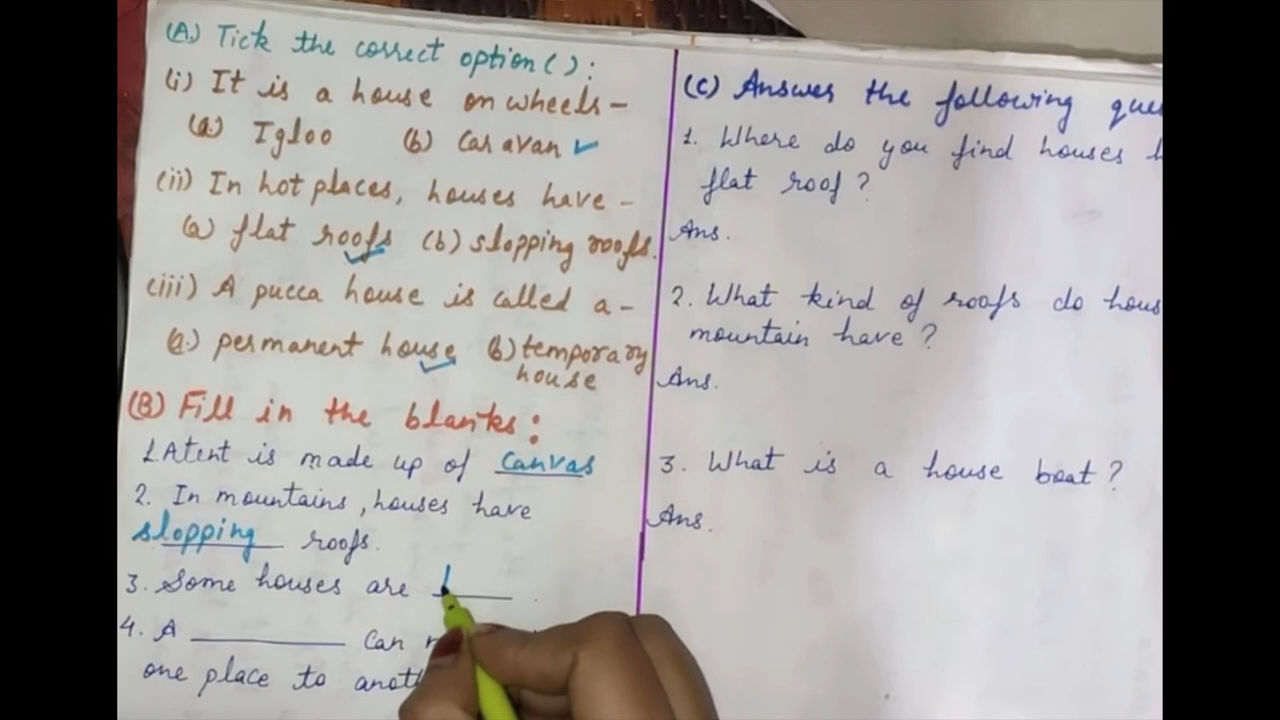 (A) Tick the correct option ( ) :
(i) It is a house on wheels -
(a) Igloo (b) Caravan ✓
(ii) In hot places, houses have -
(a) flat roofs ✓ (b) slopping roofs.
(iii) A pucca house is called a -
(a) permanent house ✓ (b) temporary
house
(B) Fill in the blanks :
1. A tent is made up of canvas
2. In mountains, houses have
slopping roofs.
3. Some houses are
4. A ______ can
one place to
(C) Answer the following
1. Where do you find houses
flat roof ?
Ans.
2. What kind of roofs do
mountain have ?
Ans.
3. What is a house boat ?
Ans.